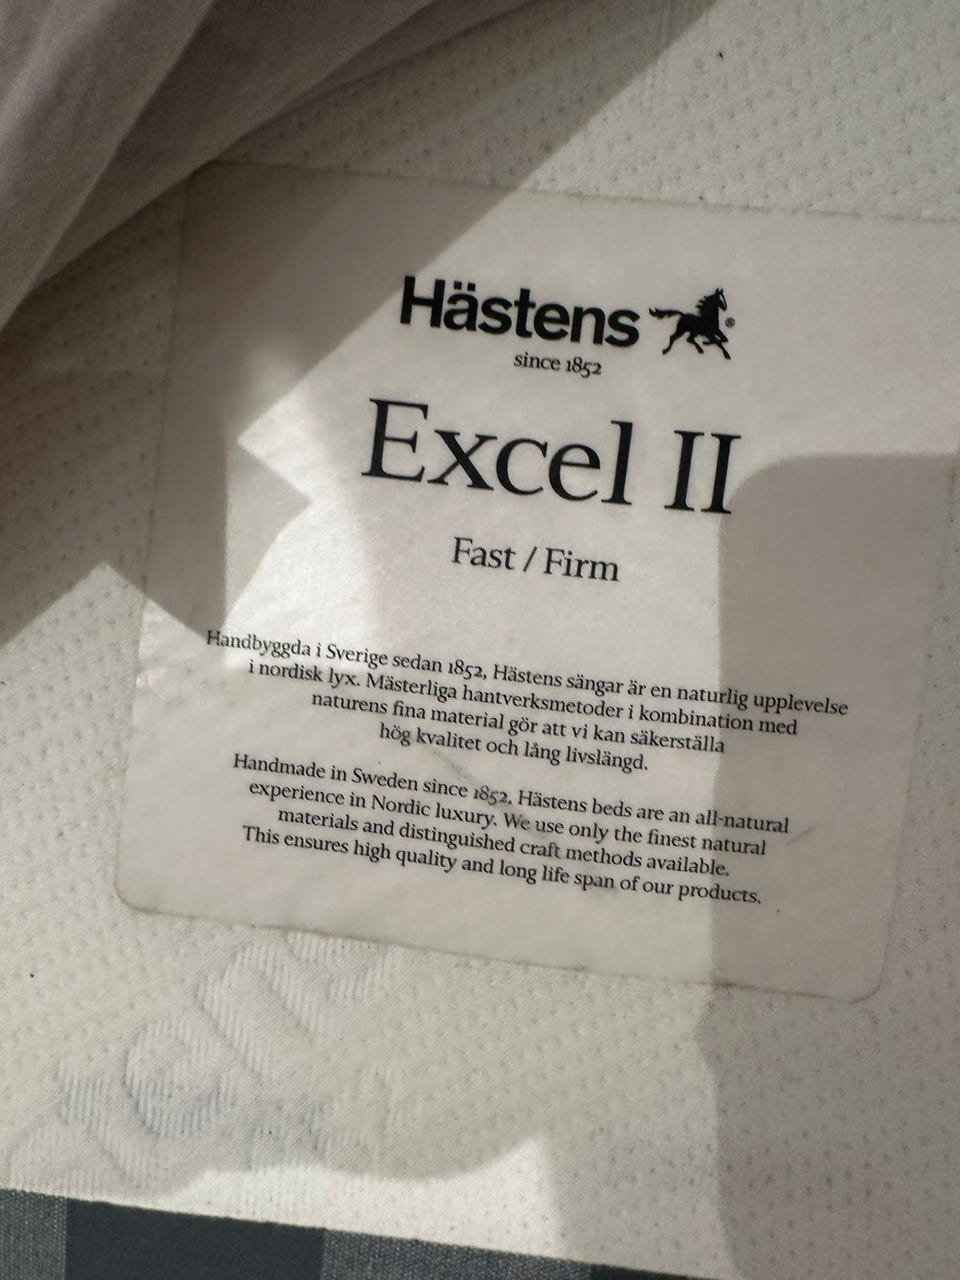 Hästens®
since 1852
Excel II
Fast / Firm
Handbyggda i Sverige sedan 1852, Hästens sängar är en naturlig upplevelse
i nordisk lyx. Mästerliga hantverksmetoder i kombination med
naturens fina material gör att vi kan säkerställa
hög kvalitet och lång livslängd.
Handmade in Sweden since 1852, Hästens beds are an all-natural
experience in Nordic luxury. We use only the finest natural
materials and distinguished craft methods available.
This ensures high quality and long life span of our products.